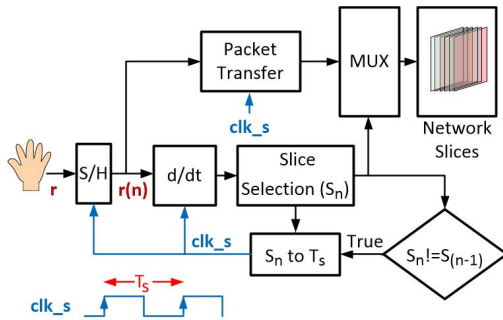 Packet
Transfer
MUX
clk_s
Network
Slices
r
S/H
r(n)
d/dt
Slice
Selection (Sn)
clk_s
Sn to Ts
True
Sn!=S(n-1)
Ts
clk_s